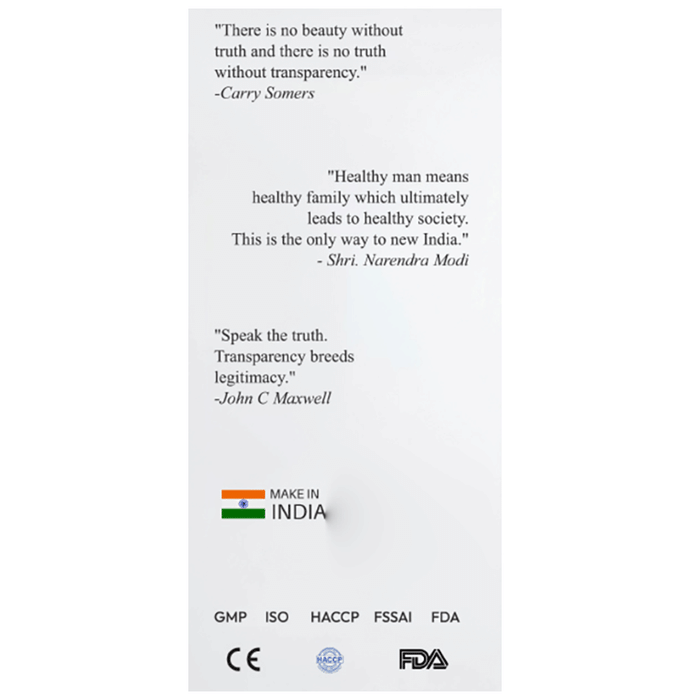 "There is no beauty without
truth and there is no truth
without transparency."
-Carry Somers
"Healthy man means
healthy family which ultimately
leads to healthy society.
This is the only way to new India."
- Shri. Narendra Modi
"Speak the truth.
Transparency breeds
legitimacy."
-John C Maxwell
MAKE IN
INDIA
GMP ISO HACCP FSSAI FDA
CE HACCP FDA